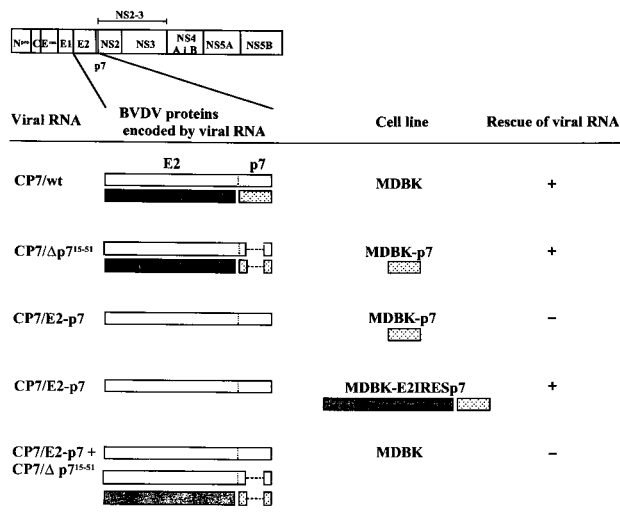 NS2-3
Npro C Erns E1 E2 NS2 NS3 NS4 A B NS5A NS5B
p7
Viral RNA BVDV proteins encoded by viral RNA Cell line Rescue of viral RNA
E2 p7
CP7/wt MDBK +
CP7/Δp7¹⁵⁻⁵¹ MDBK-p7 +
CP7/E2-p7 MDBK-p7 –
CP7/E2-p7 MDBK-E2IRESp7 +
CP7/E2-p7 + MDBK –
CP7/Δ p7¹⁵⁻⁵¹